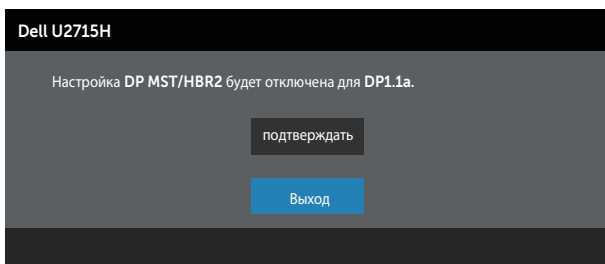 Dell U2715H
Настройка DP MST/HBR2 будет отключена для DP1.1a.
подтверждать
Выход